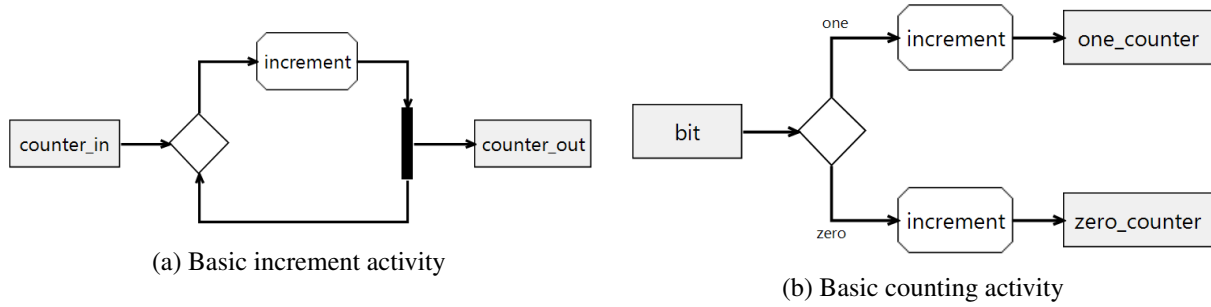 increment
counter_in
counter_out
(a) Basic increment activity
one
increment
one_counter
bit
zero
increment
zero_counter
(b) Basic counting activity